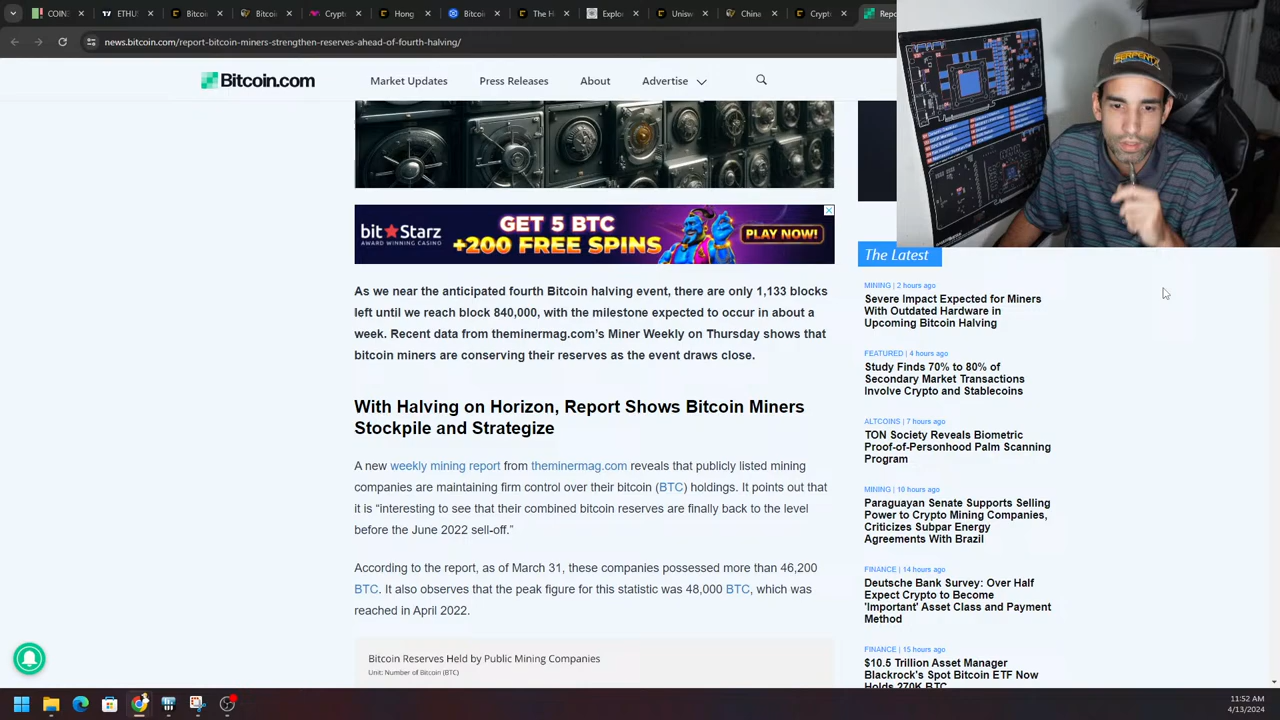 COINI
ETHUS
Bitcoin
Bitcoin
Crypt
Hong
Bitcoi
The H
Explor
Unisw
COIN
Crypto
Repo
news.bitcoin.com/report-bitcoin-miners-strengthen-reserves-ahead-of-fourth-halving/
Bitcoin.com
Market Updates
Press Releases
About
Advertise
bitStarz
AWARD WINNING CASINO
GET 5 BTC
+200 FREE SPINS
PLAY NOW!
As we near the anticipated fourth Bitcoin halving event, there are only 1,133 blocks
left until we reach block 840,000, with the milestone expected to occur in about a
week. Recent data from theminermag.com's Miner Weekly on Thursday shows that
bitcoin miners are conserving their reserves as the event draws close.
With Halving on Horizon, Report Shows Bitcoin Miners
Stockpile and Strategize
A new weekly mining report from theminermag.com reveals that publicly listed mining
companies are maintaining firm control over their bitcoin (BTC) holdings. It points out that
it is “interesting to see that their combined bitcoin reserves are finally back to the level
before the June 2022 sell-off.”
According to the report, as of March 31, these companies possessed more than 46,200
BTC. It also observes that the peak figure for this statistic was 48,000 BTC, which was
reached in April 2022.
Bitcoin Reserves Held by Public Mining Companies
Unit: Number of Bitcoin (BTC)
The Latest
MINING | 2 hours ago
Severe Impact Expected for Miners
With Outdated Hardware in
Upcoming Bitcoin Halving
FEATURED | 4 hours ago
Study Finds 70% to 80% of
Secondary Market Transactions
Involve Crypto and Stablecoins
ALTCOINS | 7 hours ago
TON Society Reveals Biometric
Proof-of-Personhood Palm Scanning
Program
MINING | 10 hours ago
Paraguayan Senate Supports Selling
Power to Crypto Mining Companies,
Criticizes Subpar Energy
Agreements With Brazil
FINANCE | 14 hours ago
Deutsche Bank Survey: Over Half
Expect Crypto to Become
'Important' Asset Class and Payment
Method
FINANCE | 15 hours ago
$10.5 Trillion Asset Manager
Blackrock's Spot Bitcoin ETF Now
Holds 270K BTC
11:52 AM
4/13/2024